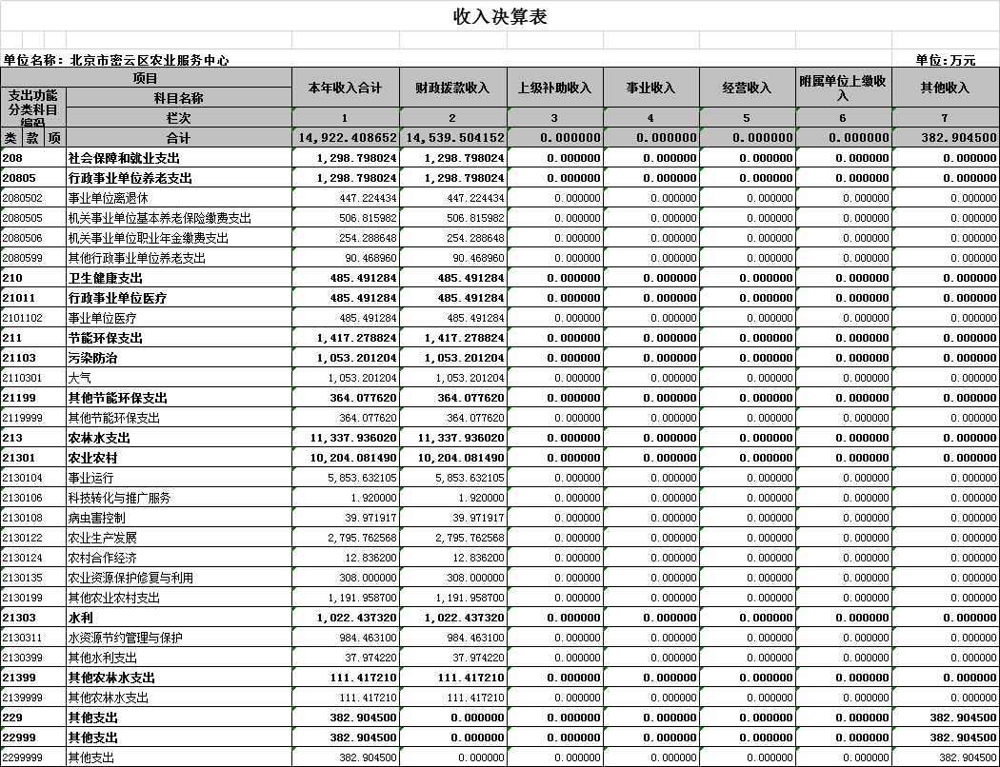 收入决算表
单位名称：北京市密云区农业服务中心 单位:万元
项目 本年收入合计 财政拨款收入 上级补助收入 事业收入 经营收入 附属单位上缴收入 其他收入
支出功能分类科目编码 科目名称
栏次 1 2 3 4 5 6 7
类 款 项 合计 14,922.408652 14,539.504152 0.000000 0.000000 0.000000 0.000000 382.904500
208 社会保障和就业支出 1,298.798024 1,298.798024 0.000000 0.000000 0.000000 0.000000 0.000000
20805 行政事业单位养老支出 1,298.798024 1,298.798024 0.000000 0.000000 0.000000 0.000000 0.000000
2080502 事业单位离退休 447.224434 447.224434 0.000000 0.000000 0.000000 0.000000 0.000000
2080505 机关事业单位基本养老保险缴费支出 506.815982 506.815982 0.000000 0.000000 0.000000 0.000000 0.000000
2080506 机关事业单位职业年金缴费支出 254.288648 254.288648 0.000000 0.000000 0.000000 0.000000 0.000000
2080599 其他行政事业单位养老支出 90.468960 90.468960 0.000000 0.000000 0.000000 0.000000 0.000000
210 卫生健康支出 485.491284 485.491284 0.000000 0.000000 0.000000 0.000000 0.000000
21011 行政事业单位医疗 485.491284 485.491284 0.000000 0.000000 0.000000 0.000000 0.000000
2101102 事业单位医疗 485.491284 485.491284 0.000000 0.000000 0.000000 0.000000 0.000000
211 节能环保支出 1,417.278824 1,417.278824 0.000000 0.000000 0.000000 0.000000 0.000000
21103 污染防治 1,053.201204 1,053.201204 0.000000 0.000000 0.000000 0.000000 0.000000
2110301 大气 1,053.201204 1,053.201204 0.000000 0.000000 0.000000 0.000000 0.000000
21199 其他节能环保支出 364.077620 364.077620 0.000000 0.000000 0.000000 0.000000 0.000000
2119999 其他节能环保支出 364.077620 364.077620 0.000000 0.000000 0.000000 0.000000 0.000000
213 农林水支出 11,337.936020 11,337.936020 0.000000 0.000000 0.000000 0.000000 0.000000
21301 农业农村 10,204.081490 10,204.081490 0.000000 0.000000 0.000000 0.000000 0.000000
2130104 事业运行 5,853.632105 5,853.632105 0.000000 0.000000 0.000000 0.000000 0.000000
2130106 科技转化与推广服务 1.920000 1.920000 0.000000 0.000000 0.000000 0.000000 0.000000
2130108 病虫害控制 39.971917 39.971917 0.000000 0.000000 0.000000 0.000000 0.000000
2130122 农业生产发展 2,795.762568 2,795.762568 0.000000 0.000000 0.000000 0.000000 0.000000
2130124 农村合作经济 12.836200 12.836200 0.000000 0.000000 0.000000 0.000000 0.000000
2130135 农业资源保护修复与利用 308.000000 308.000000 0.000000 0.000000 0.000000 0.000000 0.000000
2130199 其他农业农村支出 1,191.958700 1,191.958700 0.000000 0.000000 0.000000 0.000000 0.000000
21303 水利 1,022.437320 1,022.437320 0.000000 0.000000 0.000000 0.000000 0.000000
2130311 水资源节约管理与保护 984.463100 984.463100 0.000000 0.000000 0.000000 0.000000 0.000000
2130399 其他水利支出 37.974220 37.974220 0.000000 0.000000 0.000000 0.000000 0.000000
21399 其他农林水支出 111.417210 111.417210 0.000000 0.000000 0.000000 0.000000 0.000000
2139999 其他农林水支出 111.417210 111.417210 0.000000 0.000000 0.000000 0.000000 0.000000
229 其他支出 382.904500 0.000000 0.000000 0.000000 0.000000 0.000000 382.904500
22999 其他支出 382.904500 0.000000 0.000000 0.000000 0.000000 0.000000 382.904500
2299999 其他支出 382.904500 0.000000 0.000000 0.000000 0.000000 0.000000 382.904500